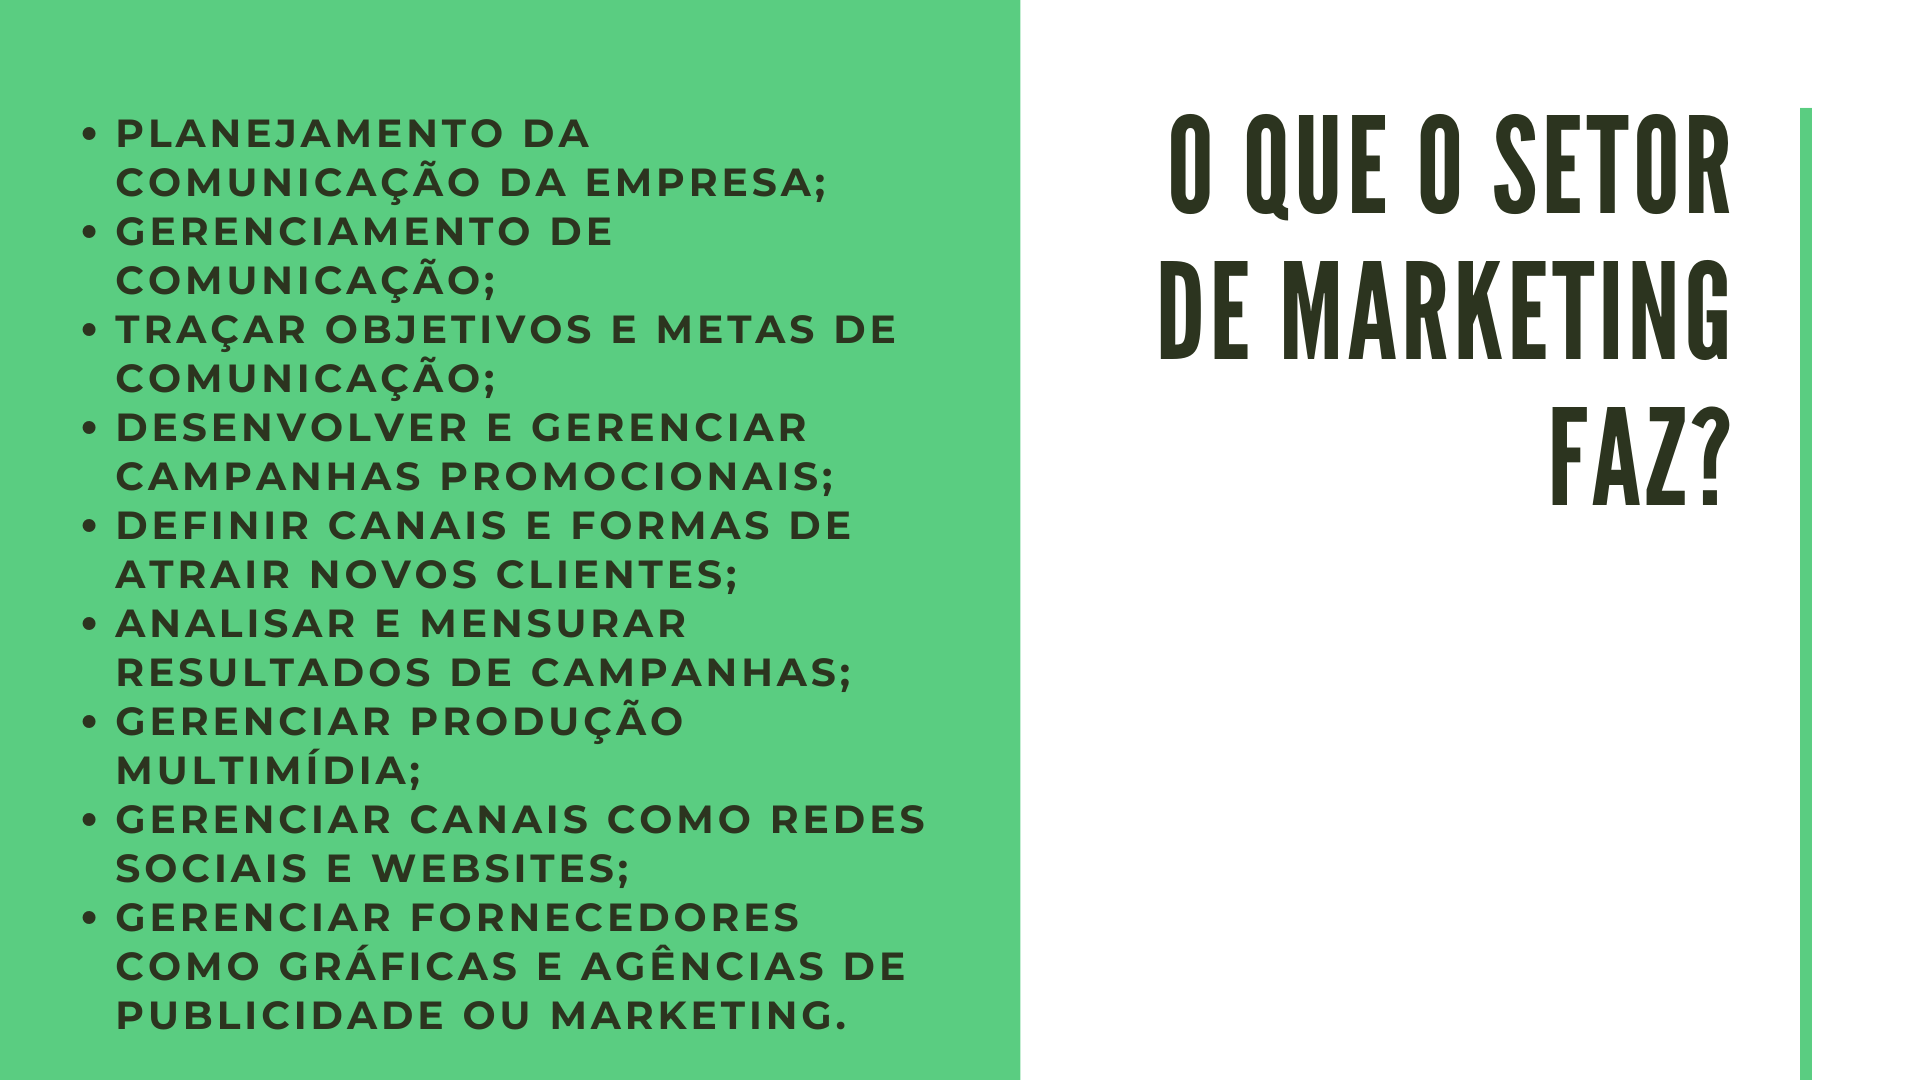 O QUE O SETOR
DE MARKETING
FAZ?
• PLANEJAMENTO DA
COMUNICAÇÃO DA EMPRESA;
• GERENCIAMENTO DE
COMUNICAÇÃO;
• TRAÇAR OBJETIVOS E METAS DE
COMUNICAÇÃO;
• DESENVOLVER E GERENCIAR
CAMPANHAS PROMOCIONAIS;
• DEFINIR CANAIS E FORMAS DE
ATRAIR NOVOS CLIENTES;
• ANALISAR E MENSURAR
RESULTADOS DE CAMPANHAS;
• GERENCIAR PRODUÇÃO
MULTIMÍDIA;
• GERENCIAR CANAIS COMO REDES
SOCIAIS E WEBSITES;
• GERENCIAR FORNECEDORES
COMO GRÁFICAS E AGÊNCIAS DE
PUBLICIDADE OU MARKETING.